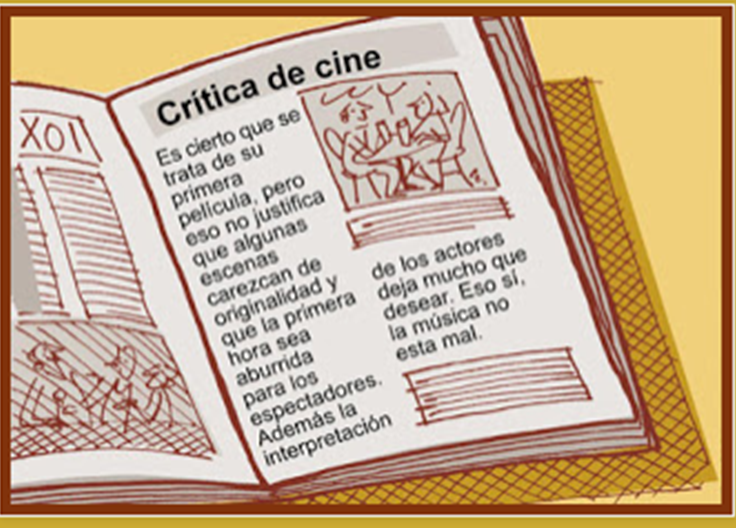 XOI
Crítica de cine
Es cierto que se
trata de su
primera
película, pero
eso no justifica
que algunas
escenas
carezcan de
originalidad y
que la primera
hora sea
aburrida
para los
espectadores.
Además la
interpretación
de los actores
deja mucho que
desear. Eso sí,
la música no
esta mal.